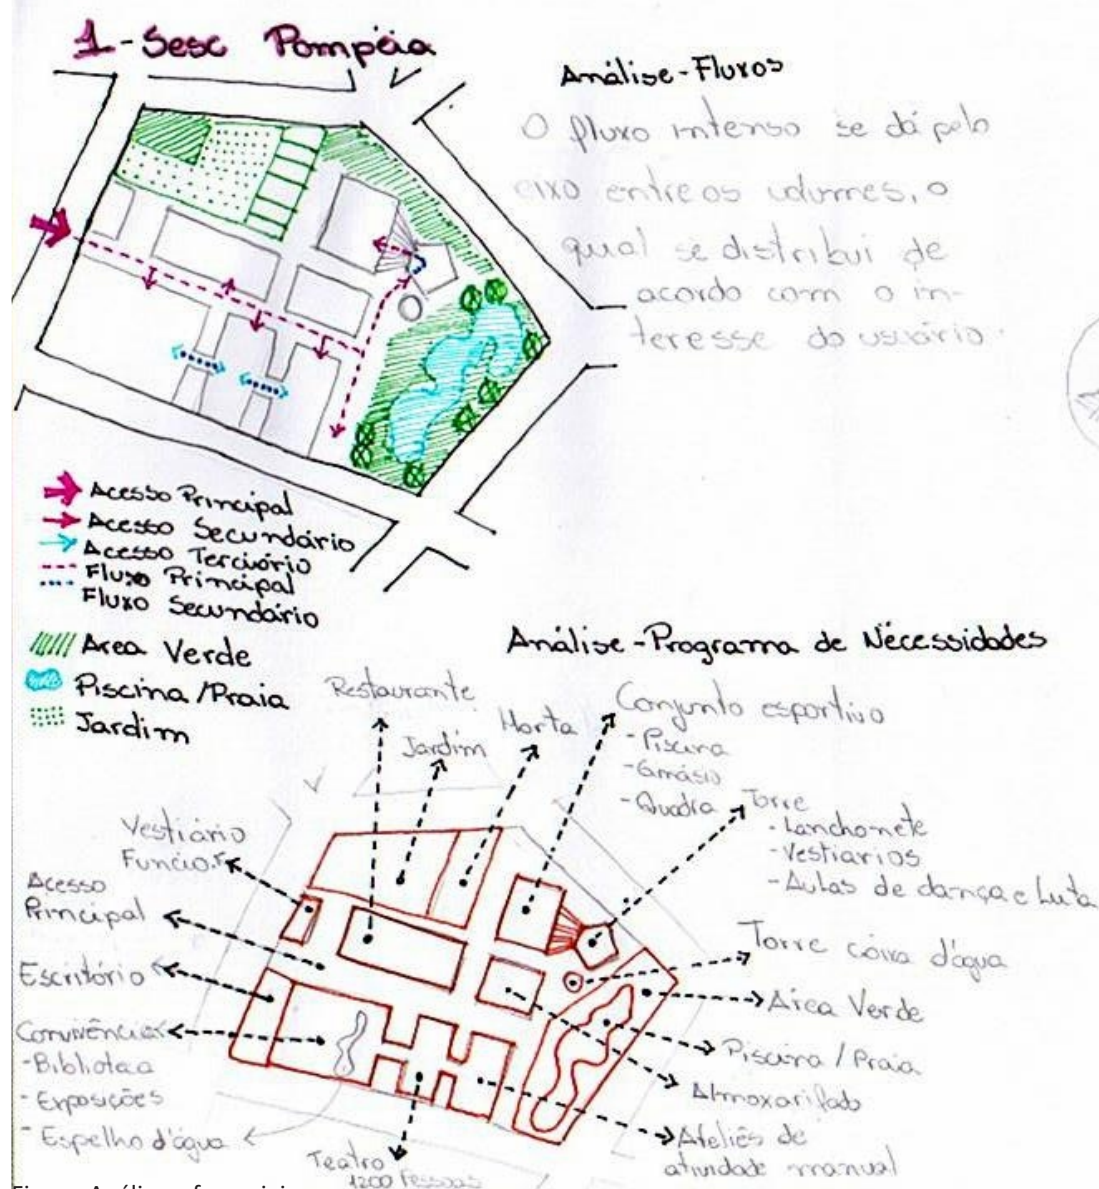 1-Sesc Pompéia
Análise-Fluxos
O fluxo intenso se dá pelo
eixo entre os volumes, o
qual se distribui de
acordo com o in-
teresse do usuário.
Acesso Principal
Acesso Secundário
Acesso Terciário
Fluxo Principal
Fluxo Secundário
Area Verde
Piscina/Praia
Jardim
Análise-Programa de Necessidades
Restaurante
Jardim
Horta
Conjunto esportivo
-Piscina
-Ginásio
-Quadra
Torre
-Lanchonete
-Vestiarios
-Aulas de dança e Luta
Vestiário
Acesso
Principal
Escritório
Convivência
-Biblioteca
-Exposições
-Espelho d'água
Teatro
1200 Pessoas
Torre caixa d'água
Área Verde
Piscina / Praia
Almoxarifado
Ateliês de
atividade manual